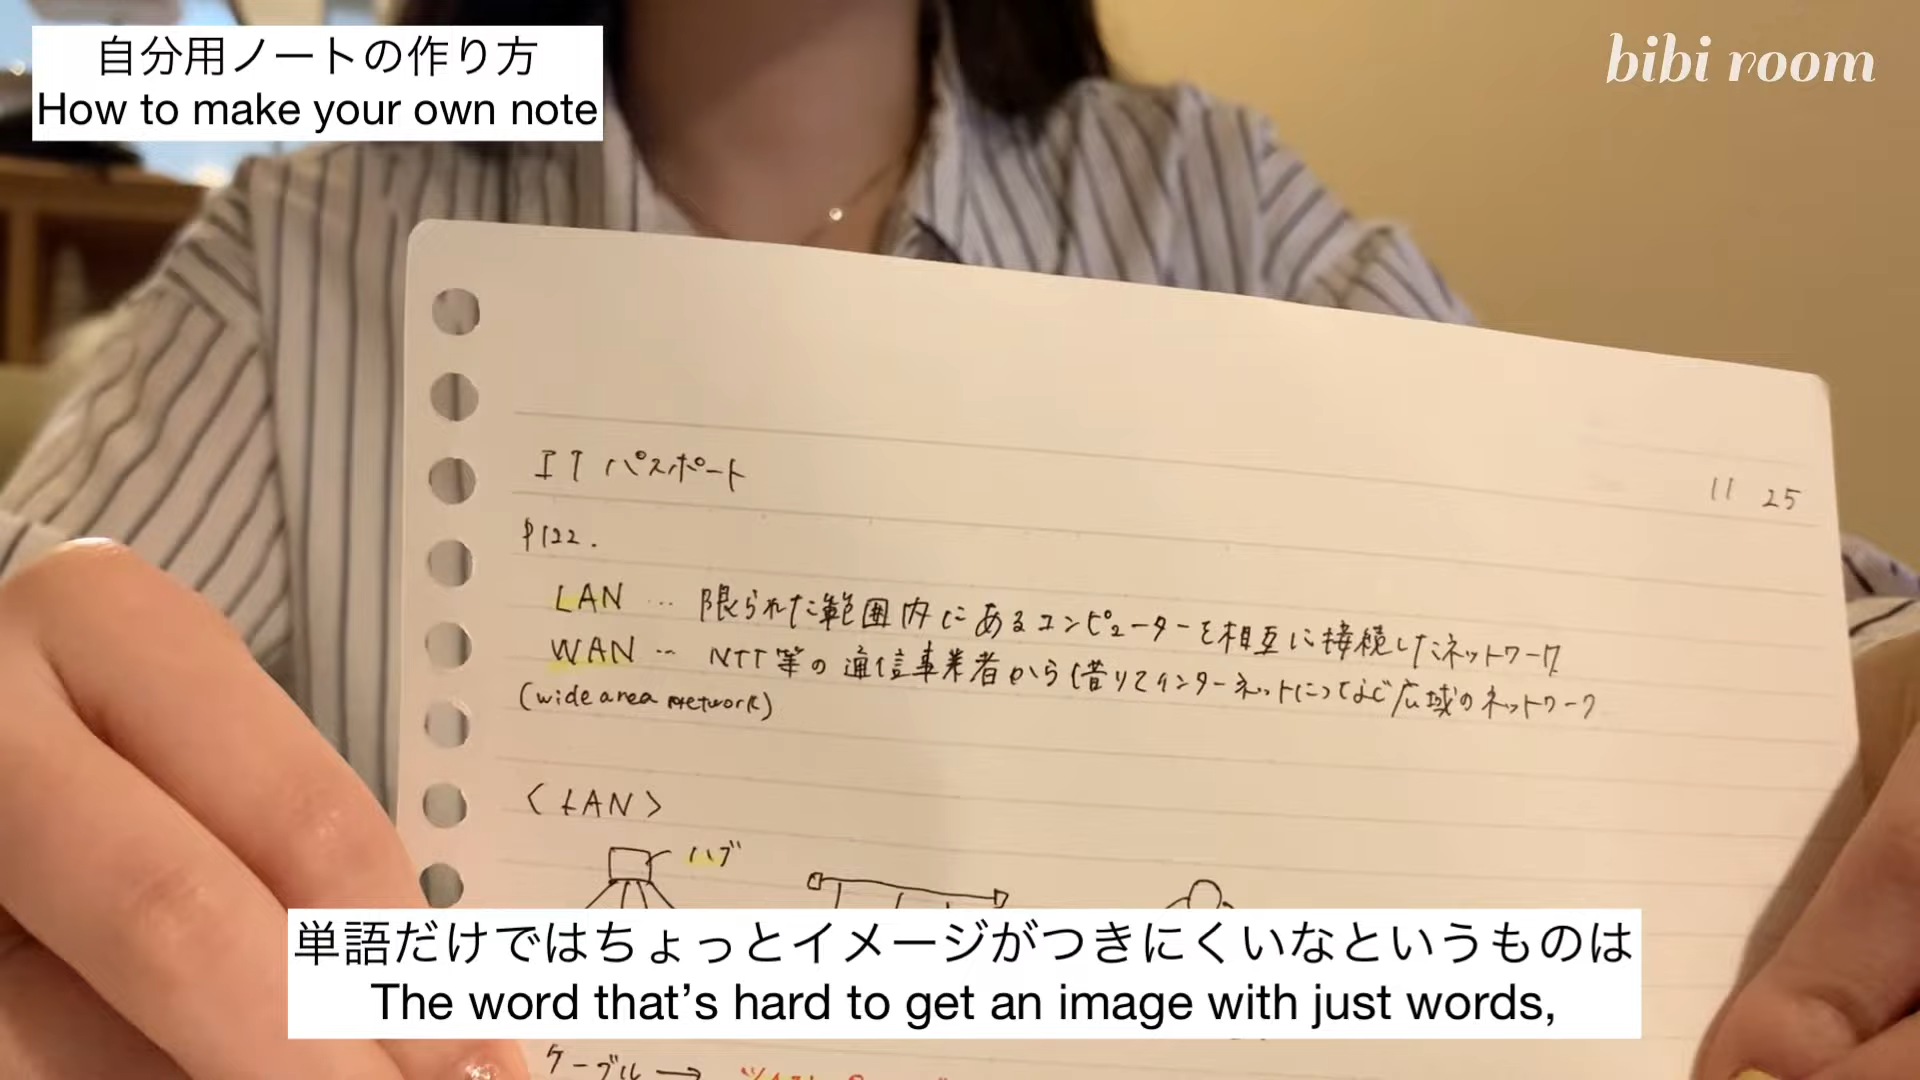 自分用ノートの作り方
How to make your own note
bibi room
ITパスポート
11 25
P122.
LAN … 限られた範囲内にあるコンピューターを相互に接続したネットワーク
WAN … NTT等の通信事業者から借りてインターネットにつなぐ広域のネットワーク
(wide area network)
〈LAN〉
ハブ
単語だけではちょっとイメージがつきにくいなというものは
The word that's hard to get an image with just words,
ケーブル →